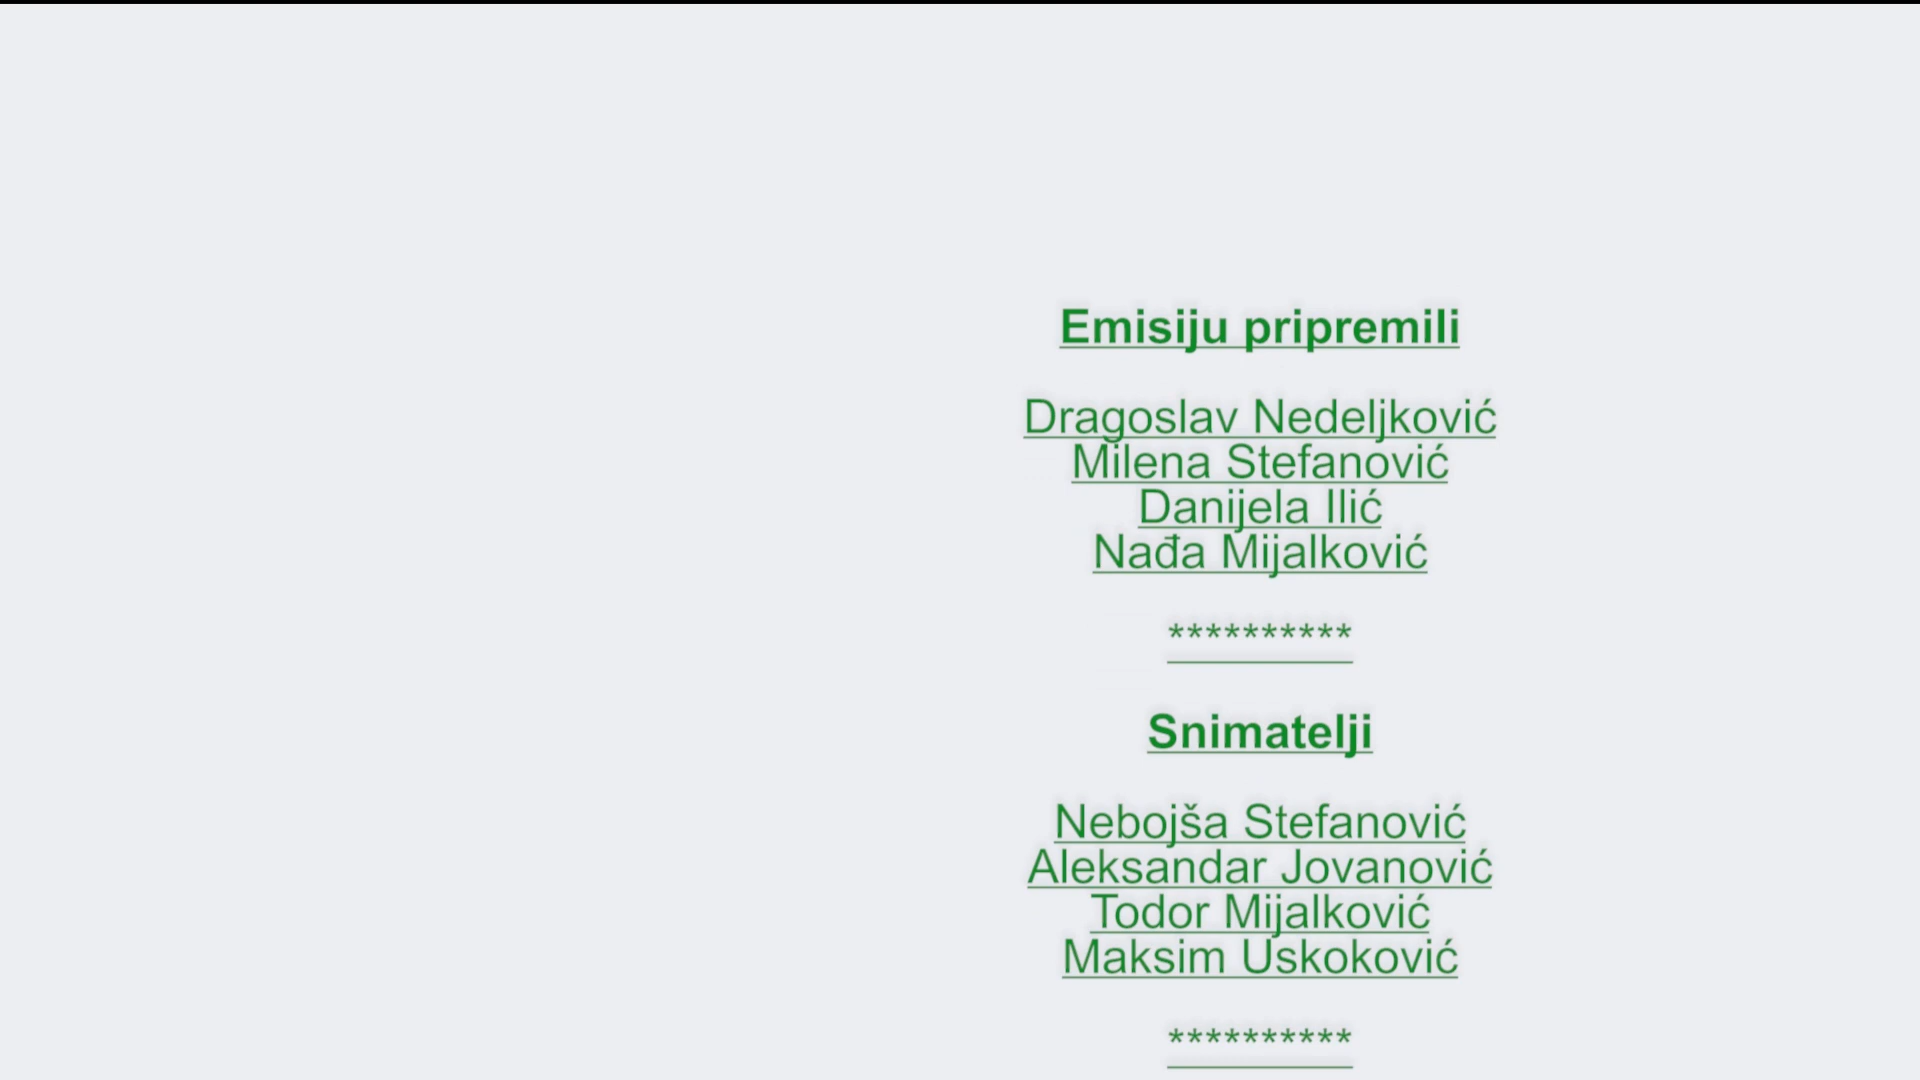 Emisiju pripremili
Dragoslav Nedeljković
Milena Stefanović
Danijela Ilić
Nađa Mijalković
**********
Snimatelji
Nebojša Stefanović
Aleksandar Jovanović
Todor Mijalković
Maksim Uskoković
**********